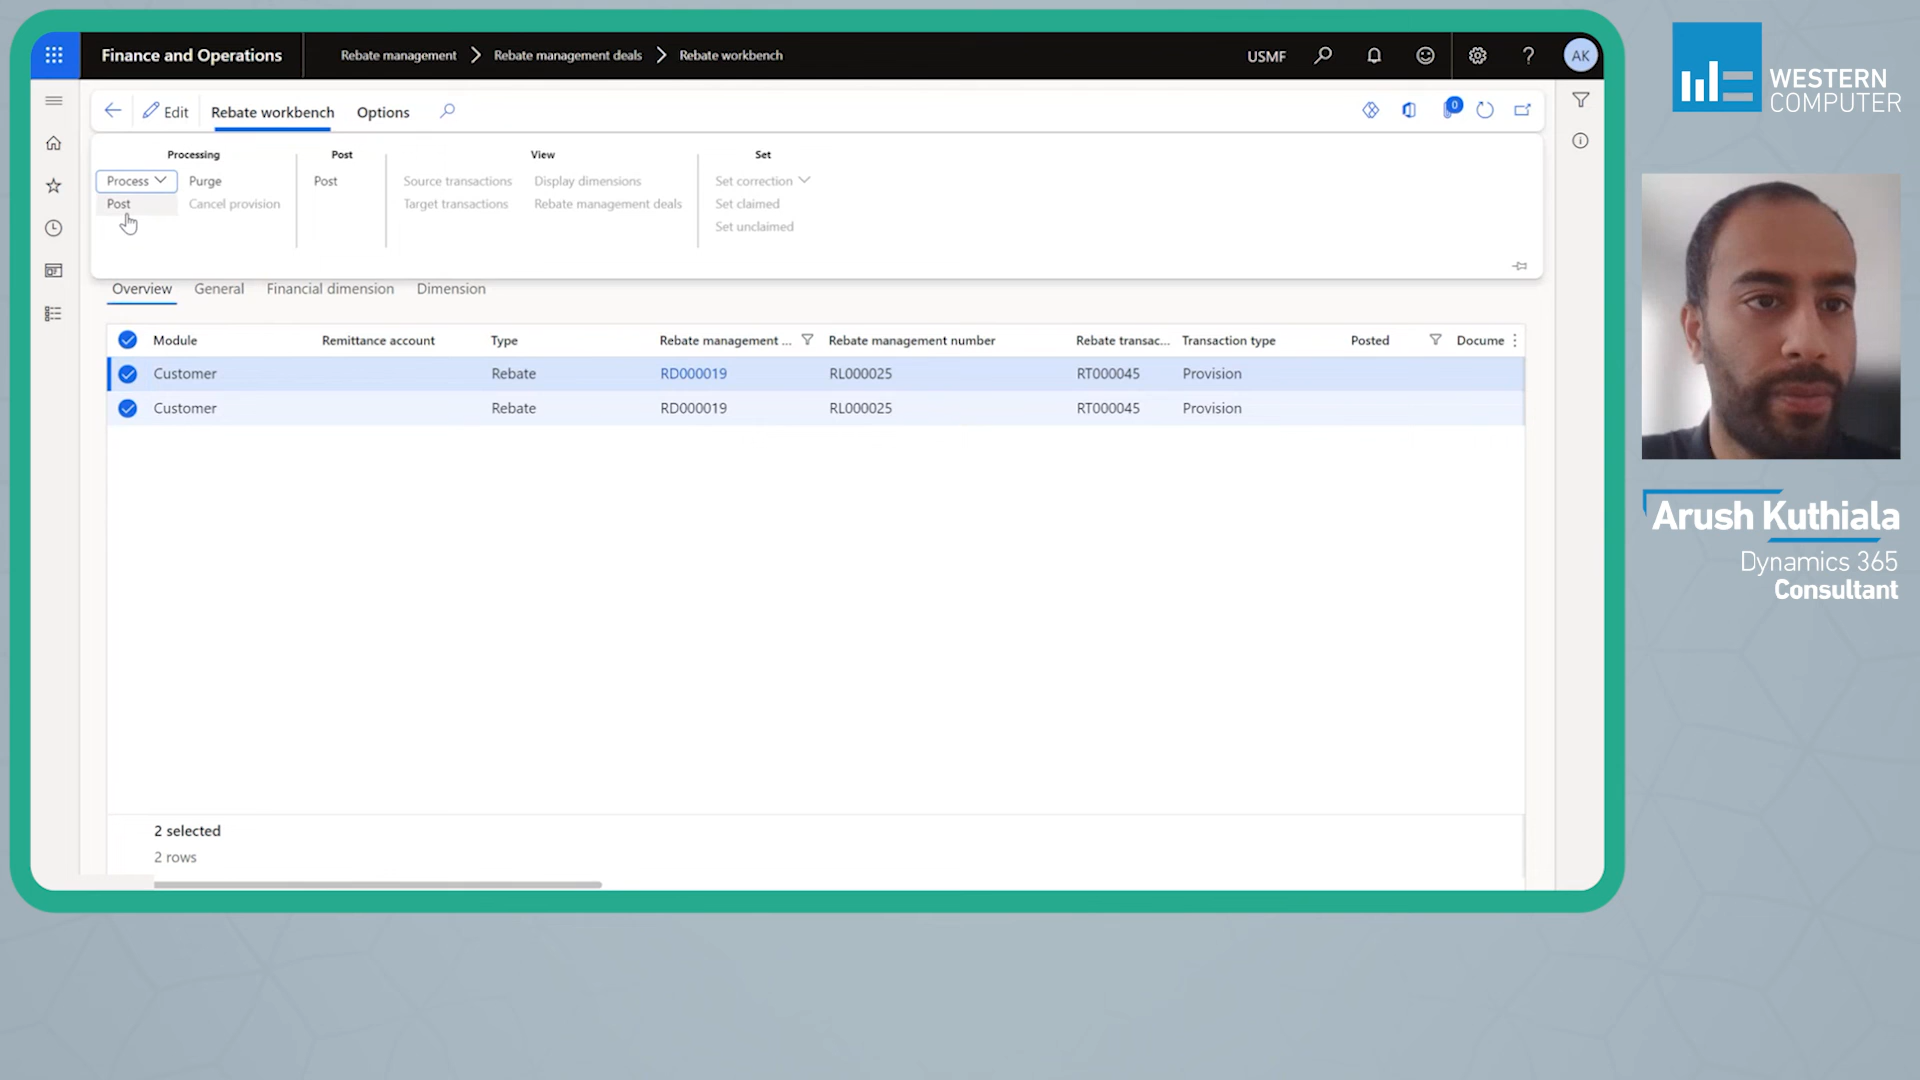 Finance and Operations
Rebate management
Rebate management deals
Rebate workbench
USMF
AK
Edit
Rebate workbench
Options
0
Processing
Post
View
Set
Process
Purge
Post
Source transactions
Display dimensions
Set correction
Post
Cancel provision
Target transactions
Rebate management deals
Set claimed
Set unclaimed
Overview
General
Financial dimension
Dimension
Module
Remittance account
Type
Rebate management ...
Rebate management number
Rebate transac...
Transaction type
Posted
Docume
Customer Rebate RD000019 RL000025 RT000045 Provision
Customer Rebate RD000019 RL000025 RT000045 Provision
2 selected
2 rows
WESTERN
COMPUTER
Arush Kuthiala
Dynamics 365
Consultant